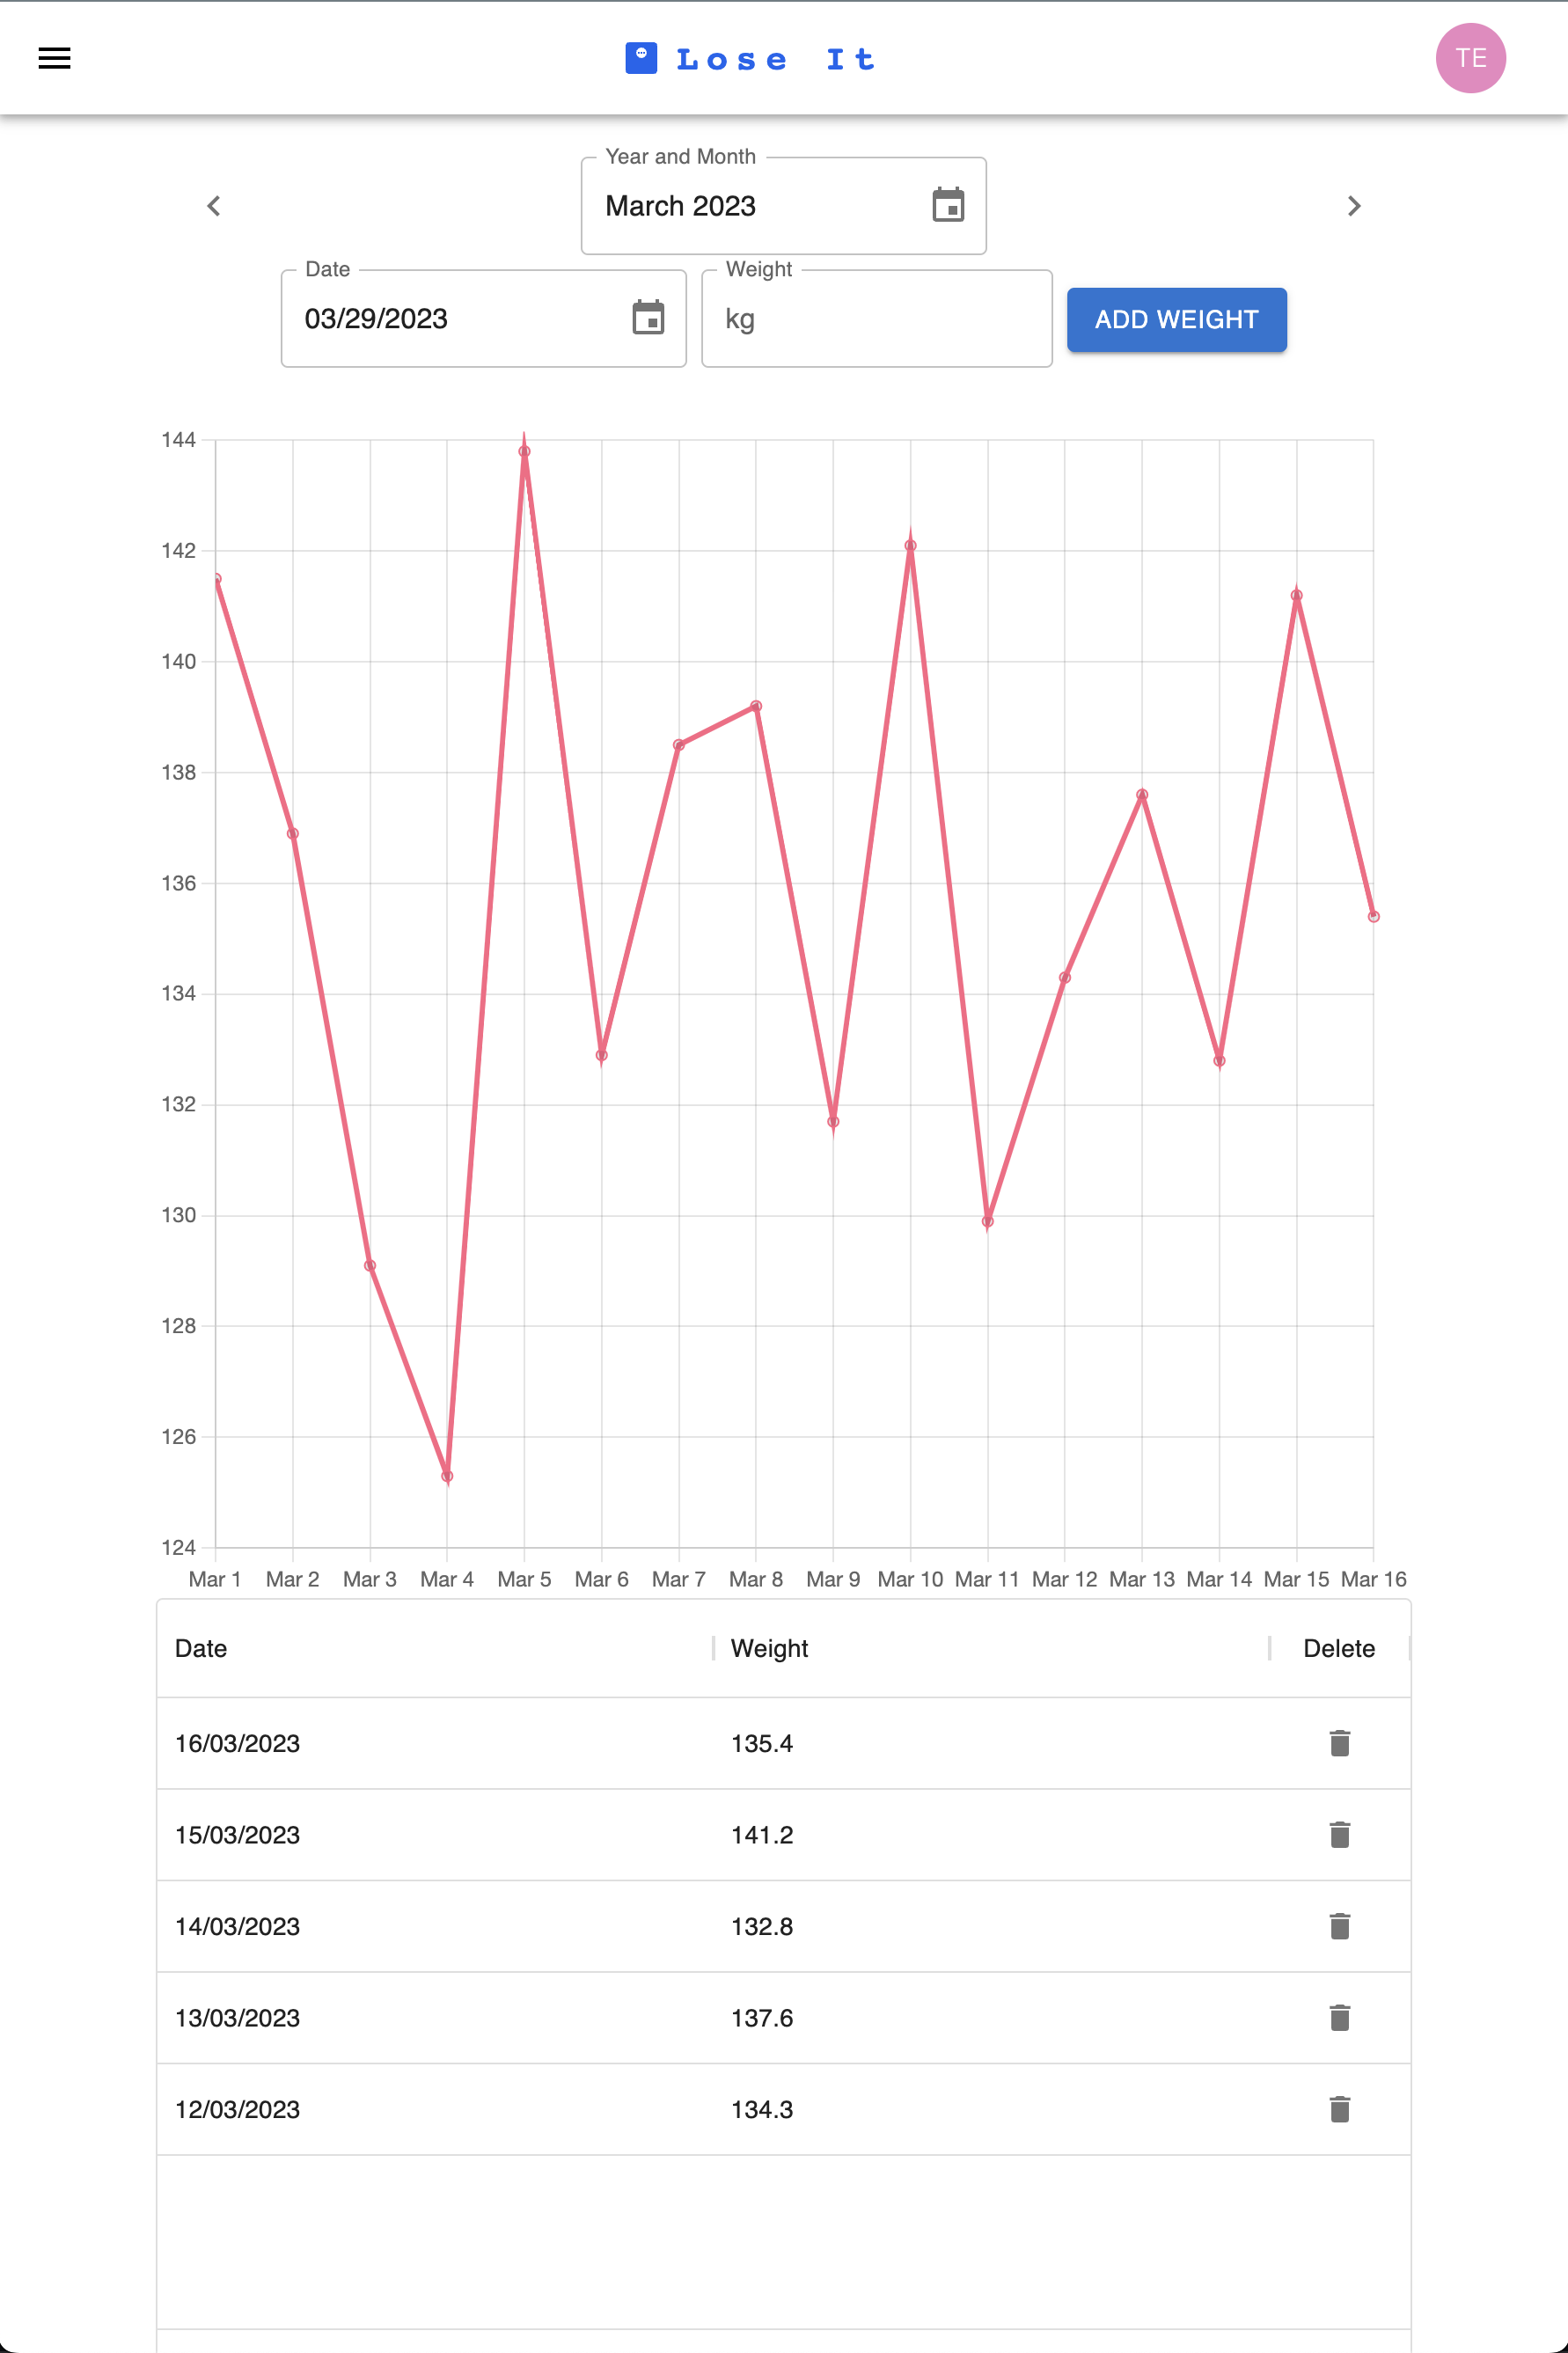 Lose It
TE
Year and Month
March 2023
Date
03/29/2023
Weight
kg
ADD WEIGHT
144
142
140
138
136
134
132
130
128
126
124
Mar 1 Mar 2 Mar 3 Mar 4 Mar 5 Mar 6 Mar 7 Mar 8 Mar 9 Mar 10 Mar 11 Mar 12 Mar 13 Mar 14 Mar 15 Mar 16
Date Weight Delete
16/03/2023 135.4
15/03/2023 141.2
14/03/2023 132.8
13/03/2023 137.6
12/03/2023 134.3